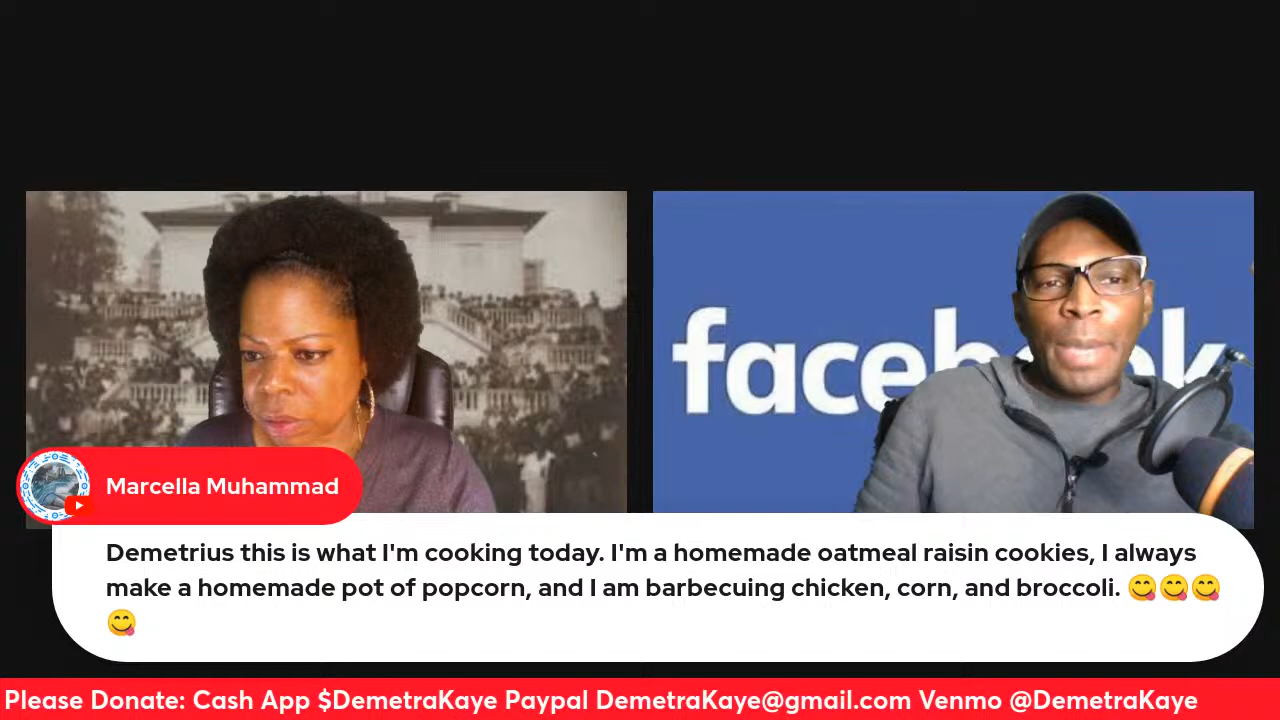 facebook
Marcella Muhammad
Demetrius this is what I'm cooking today. I'm a homemade oatmeal raisin cookies, I always
make a homemade pot of popcorn, and I am barbecuing chicken, corn, and broccoli. 😋😋😋
😋
Please Donate: Cash App $DemetraKaye Paypal DemetraKaye@gmail.com Venmo @DemetraKaye